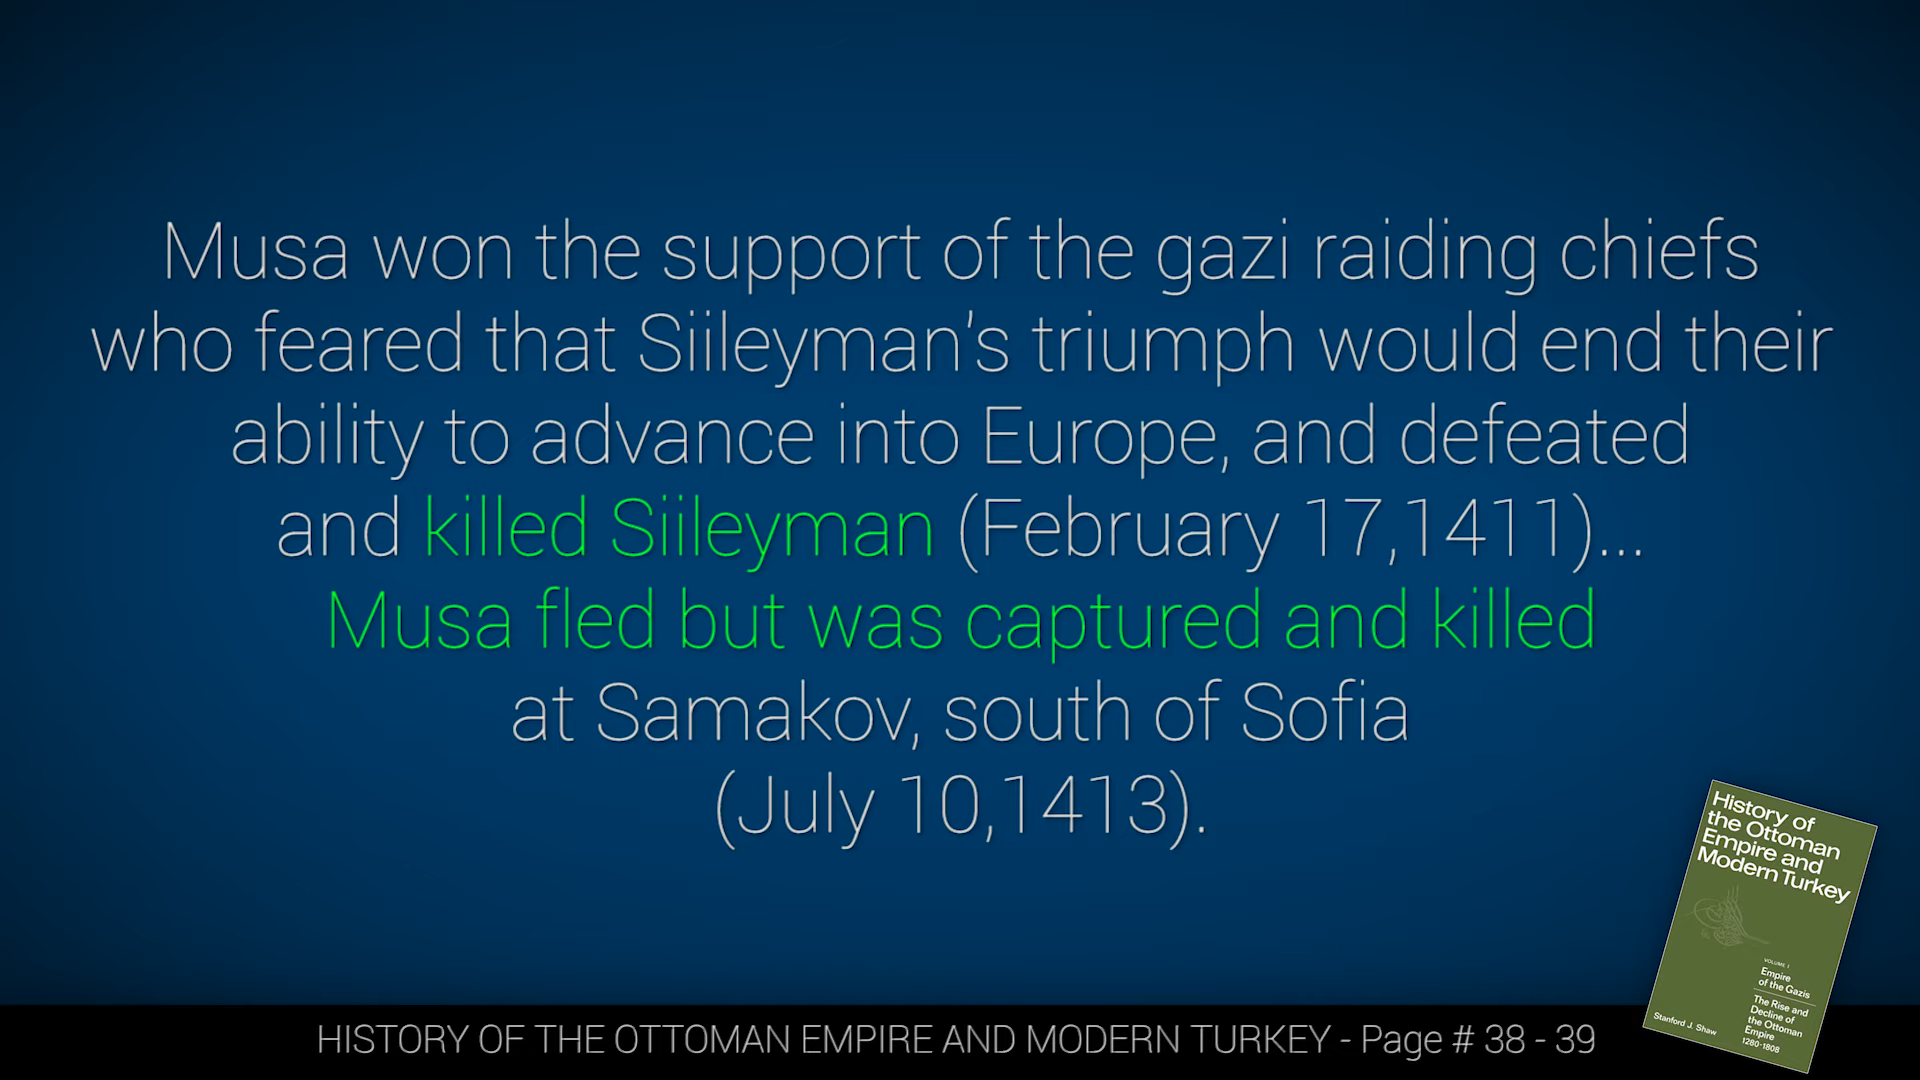 Musa won the support of the gazi raiding chiefs
who feared that Siileyman's triumph would end their
ability to advance into Europe, and defeated
and killed Siileyman (February 17,1411)...
Musa fled but was captured and killed
at Samakov, south of Sofia
(July 10,1413).
History of
the Ottoman
Empire and
Modern Turkey
VOLUME I
Empire
of the Gazis
The Rise and
Decline of
the Ottoman
Empire
1280-1808
Stanford J. Shaw
HISTORY OF THE OTTOMAN EMPIRE AND MODERN TURKEY - Page # 38 - 39